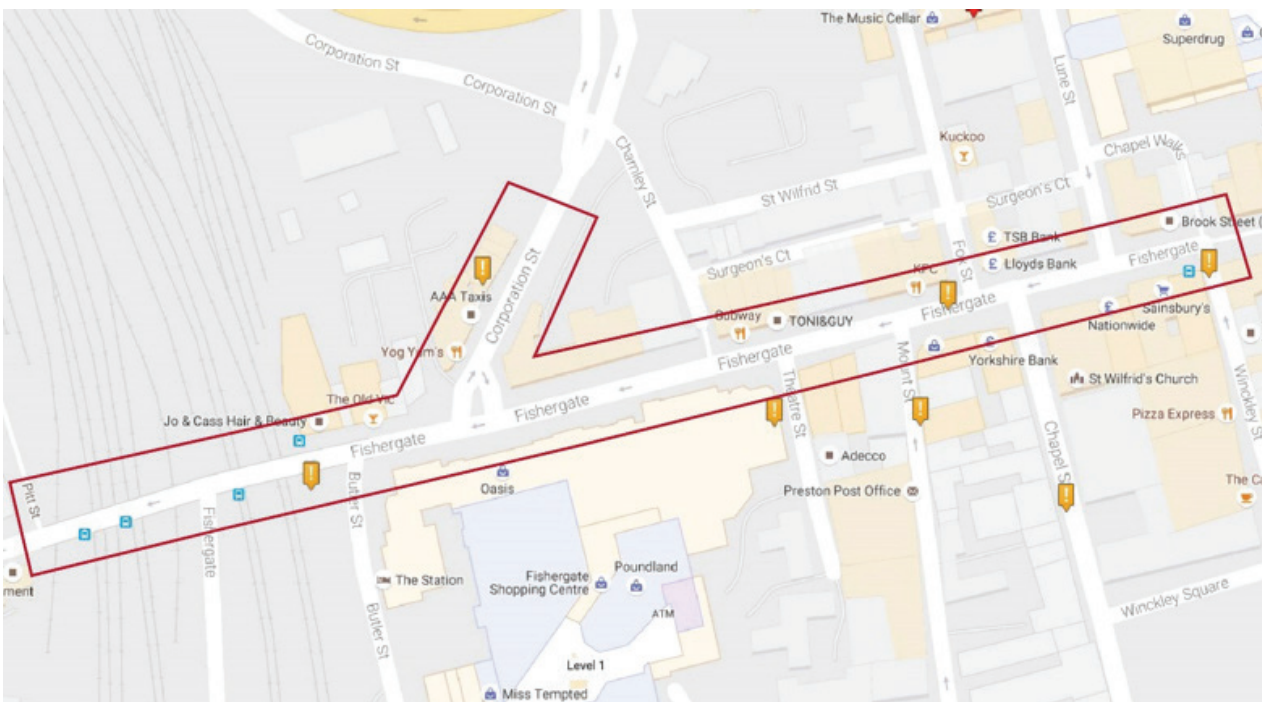 The Music Cellar
Superdrug
Corporation St
Corporation St
Lune St
Kuckoo
Chapel Walks
Charnley St
St Wilfrid St
Surgeon's Ct
Brook Street (
TSB Bank
Fox St
Fishergate
Surgeon's Ct
KFC
Lloyds Bank
AAA Taxis
Corporation St
Sainsbury's
Fishergate
Subway
TONI&GUY
Nationwide
Yog Yum's
Fishergate
Mount St
Yorkshire Bank
Theatre St
St Wilfrid's Church
Winckley St
The Old Vic
Fishergate
Pizza Express
Jo & Cass Hair & Beauty
Fishergate
Chapel S
Adecco
Pitt St
Butler St
Oasis
Preston Post Office
The Ca
Fishergate
The Station
Fishergate
Shopping Centre
Poundland
ment
ATM
Butler St
Winckley Square
Level 1
Miss Tempted